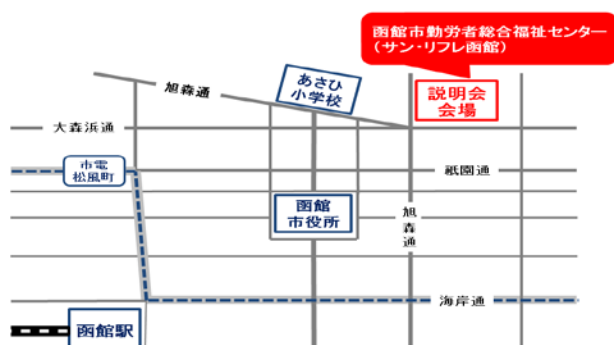 函館市勤労者総合福祉センター
(サン・リフレ函館)
説明会
会場
あさひ
小学校
旭森通
大森浜通
市電
松風町
祗園通
函館
市役所
旭森通
海岸通
函館駅